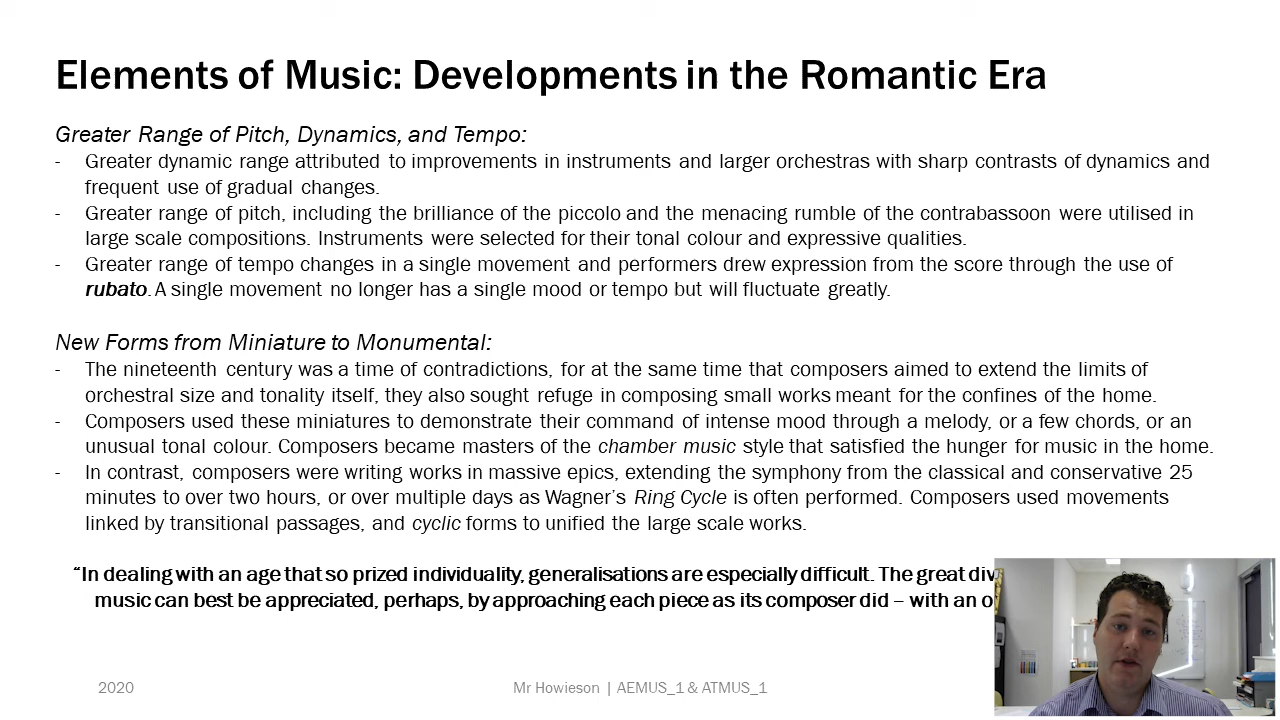 Elements of Music: Developments in the Romantic Era
Greater Range of Pitch, Dynamics, and Tempo:
- Greater dynamic range attributed to improvements in instruments and larger orchestras with sharp contrasts of dynamics and
frequent use of gradual changes.
- Greater range of pitch, including the brilliance of the piccolo and the menacing rumble of the contrabassoon were utilised in
large scale compositions. Instruments were selected for their tonal colour and expressive qualities.
- Greater range of tempo changes in a single movement and performers drew expression from the score through the use of
rubato. A single movement no longer has a single mood or tempo but will fluctuate greatly.
New Forms from Miniature to Monumental:
- The nineteenth century was a time of contradictions, for at the same time that composers aimed to extend the limits of
orchestral size and tonality itself, they also sought refuge in composing small works meant for the confines of the home.
- Composers used these miniatures to demonstrate their command of intense mood through a melody, or a few chords, or an
unusual tonal colour. Composers became masters of the chamber music style that satisfied the hunger for music in the home.
- In contrast, composers were writing works in massive epics, extending the symphony from the classical and conservative 25
minutes to over two hours, or over multiple days as Wagner’s Ring Cycle is often performed. Composers used movements
linked by transitional passages, and cyclic forms to unified the large scale works.
“In dealing with an age that so prized individuality, generalisations are especially difficult. The great
music can best be appreciated, perhaps, by approaching each piece as its composer did – with an
2020
Mr Howieson | AEMUS_1 & ATMUS_1